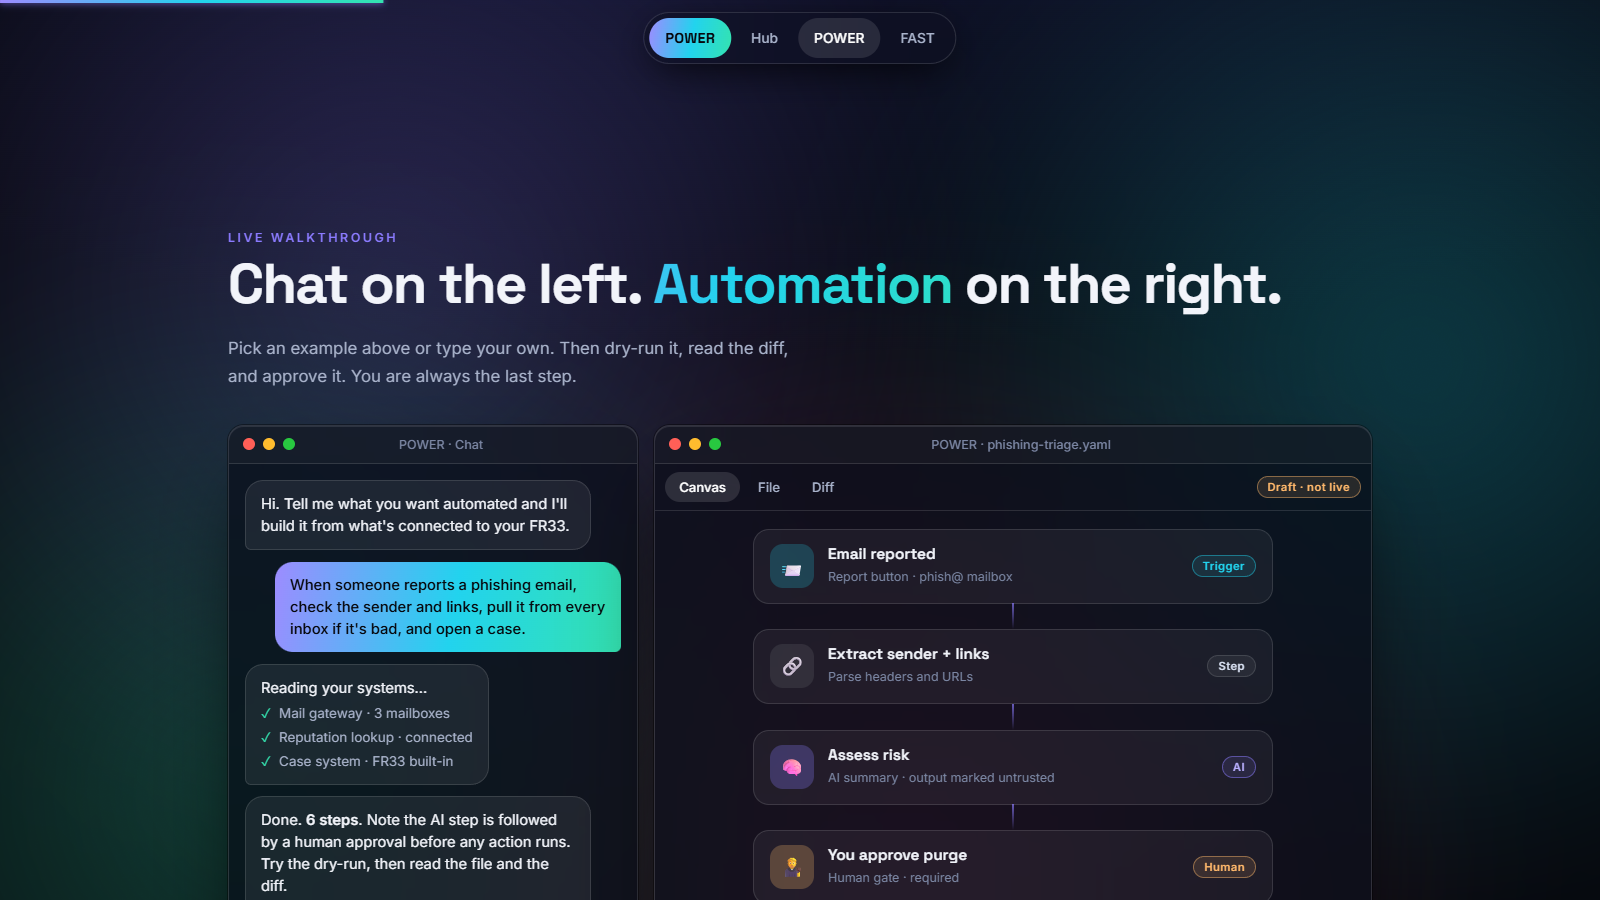 POWER Hub POWER FAST
LIVE WALKTHROUGH
Chat on the left. Automation on the right.
Pick an example above or type your own. Then dry-run it, read the diff,
and approve it. You are always the last step.
POWER · Chat
Hi. Tell me what you want automated and I'll
build it from what's connected to your FR33.
When someone reports a phishing email,
check the sender and links, pull it from every
inbox if it's bad, and open a case.
Reading your systems...
✓ Mail gateway · 3 mailboxes
✓ Reputation lookup · connected
✓ Case system · FR33 built-in
Done. 6 steps. Note the AI step is followed
by a human approval before any action runs.
Try the dry-run, then read the file and the
diff.
POWER · phishing-triage.yaml
Canvas File Diff Draft · not live
Email reported
Report button · phish@ mailbox
Trigger
Extract sender + links
Parse headers and URLs
Step
Assess risk
AI summary · output marked untrusted
AI
You approve purge
Human gate · required
Human